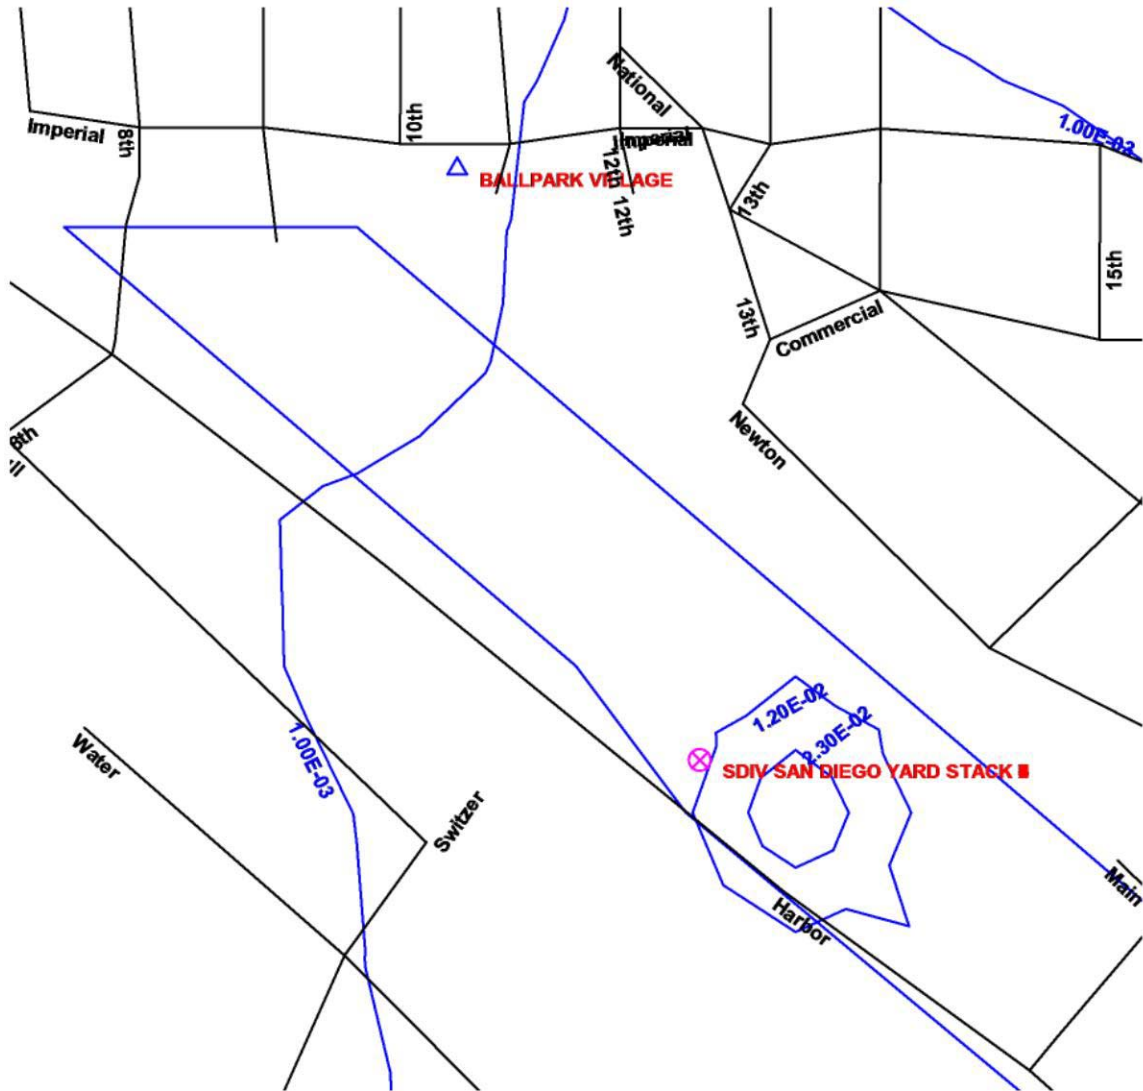 National
Imperial
8th
10th
Imperial
1.00E-03
BALLPARK VILLAGE
12th
12th
13th
15th
13th
Commercial
Newton
8th
1.20E-02
2.30E-02
SDIV SAN DIEGO YARD STACK
1.00E-03
Water
Switzer
Harbor
Main